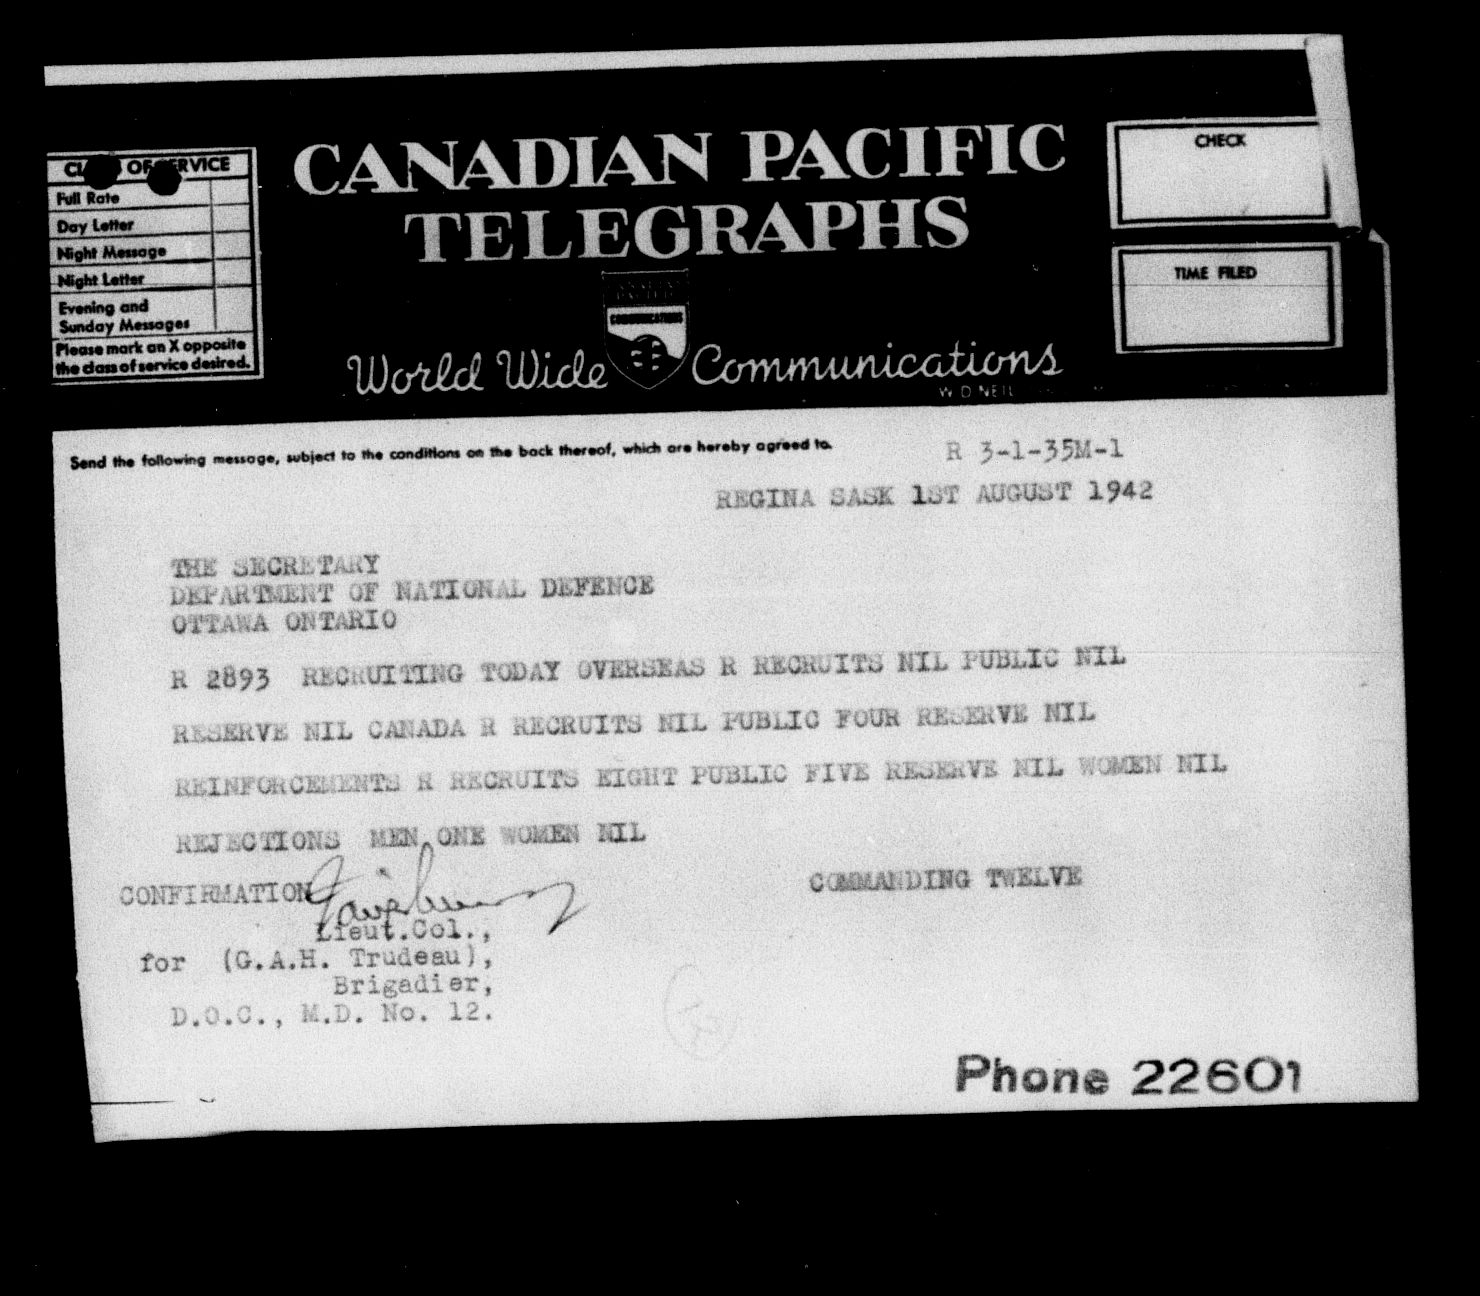 CANADIAN PACIFIC
TELEGRAPHS
World Wide Communications
COMMUNICATIONS
OF SERVICE
Full Rate
Day Letter
Night Message
Night Letter
Evening and
Sunday Messages
Please mark an X opposite
the class of service desired.
CHECK
TIME FILED
W. D. NEIL
Send the following message, subject to the conditions on the back thereof, which are hereby agreed to.
R 3-1-35M-1
REGINA SASK 1ST AUGUST 1942
THE SECRETARY
DEPARTMENT OF NATIONAL DEFENCE
OTTAWA ONTARIO
R 2893 RECRUITING TODAY OVERSEAS R RECRUITS NIL PUBLIC NIL
RESERVE NIL CANADA R RECRUITS NIL PUBLIC FOUR RESERVE NIL
REINFORCEMENTS R RECRUITS EIGHT PUBLIC FIVE RESERVE NIL WOMEN NIL
REJECTIONS MEN ONE WOMEN NIL
CONFIRMATION
COMMANDING TWELVE
Lieut.Col.,
for (G.A.H. Trudeau),
Brigadier,
D.O.C., M.D. No. 12.
Phone 22601